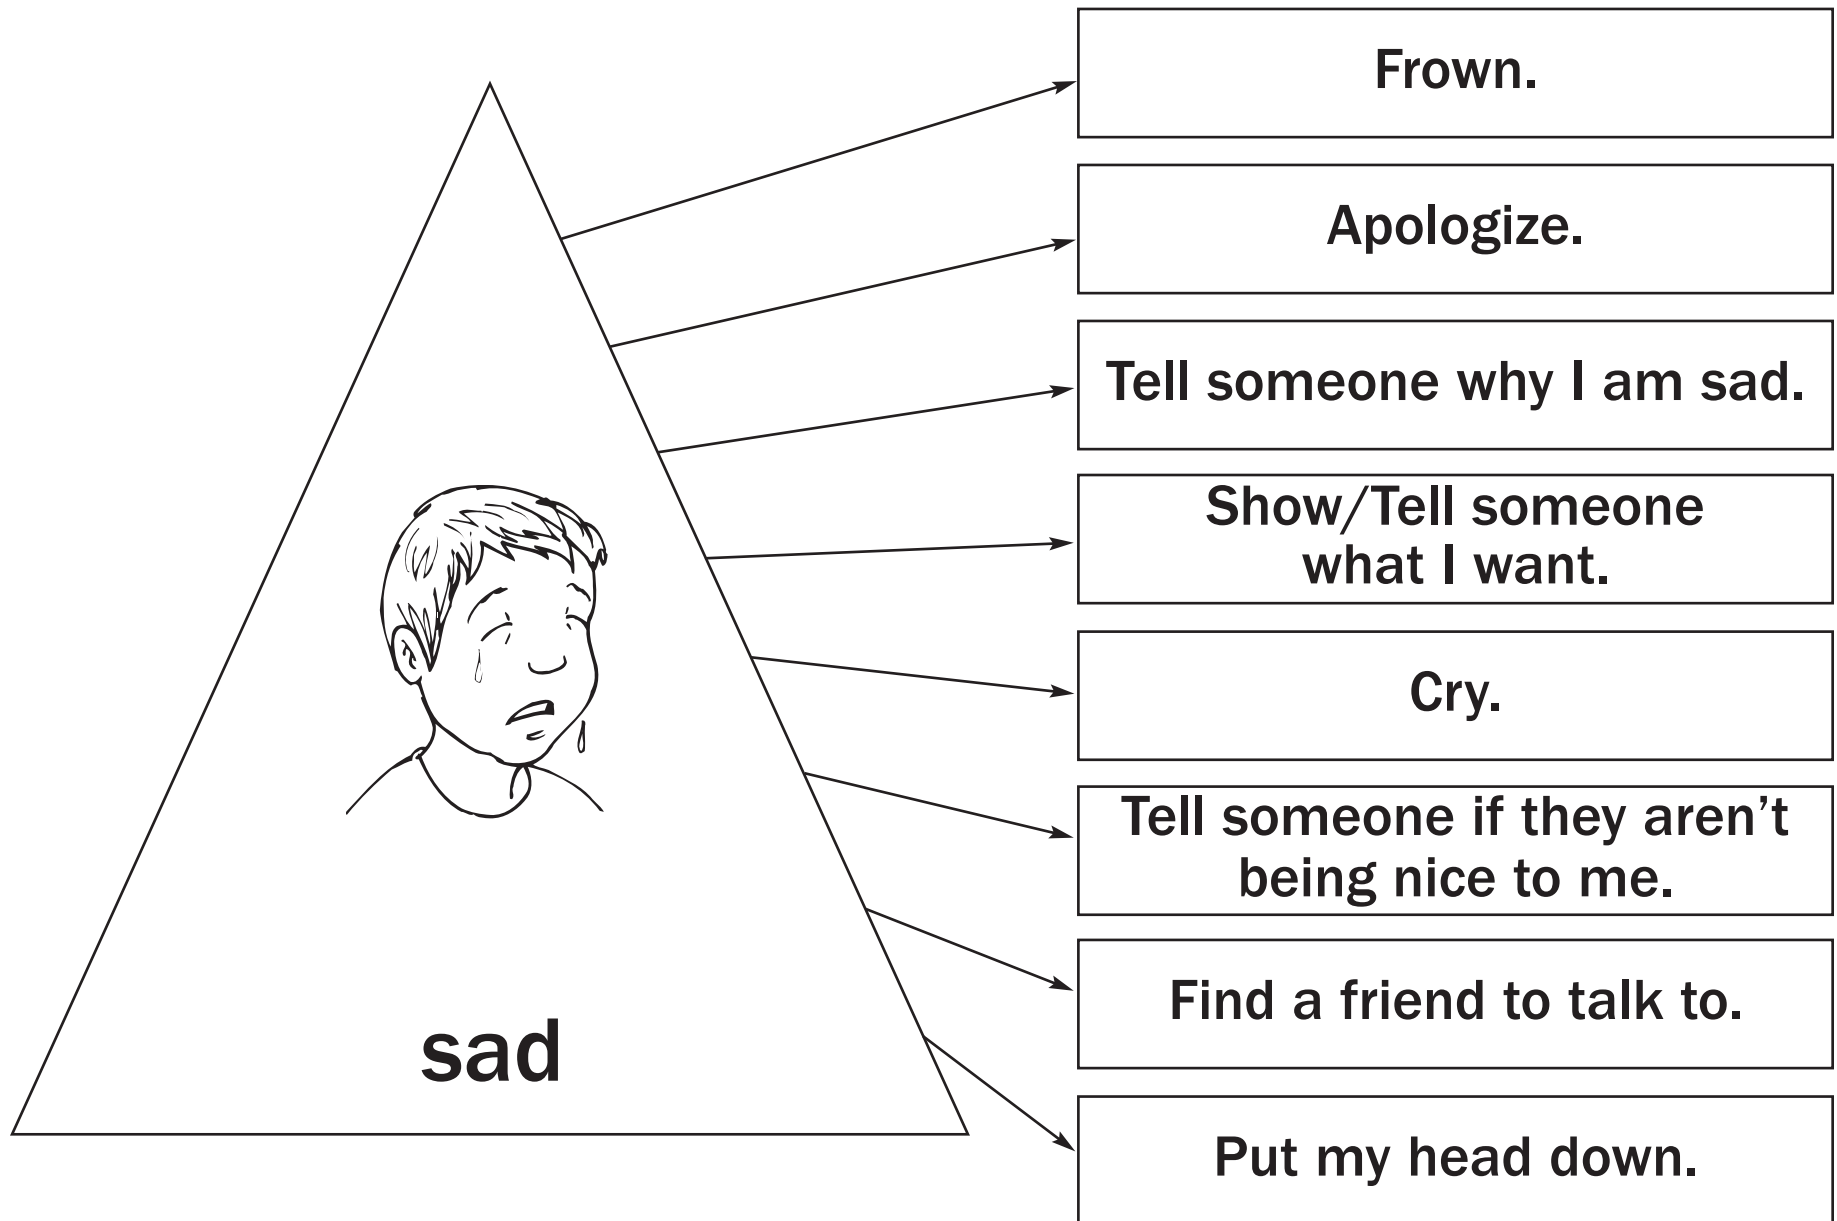 Frown.
Apologize.
Tell someone why I am sad.
Show/Tell someone
what I want.
Cry.
Tell someone if they aren’t
being nice to me.
Find a friend to talk to.
Put my head down.
sad